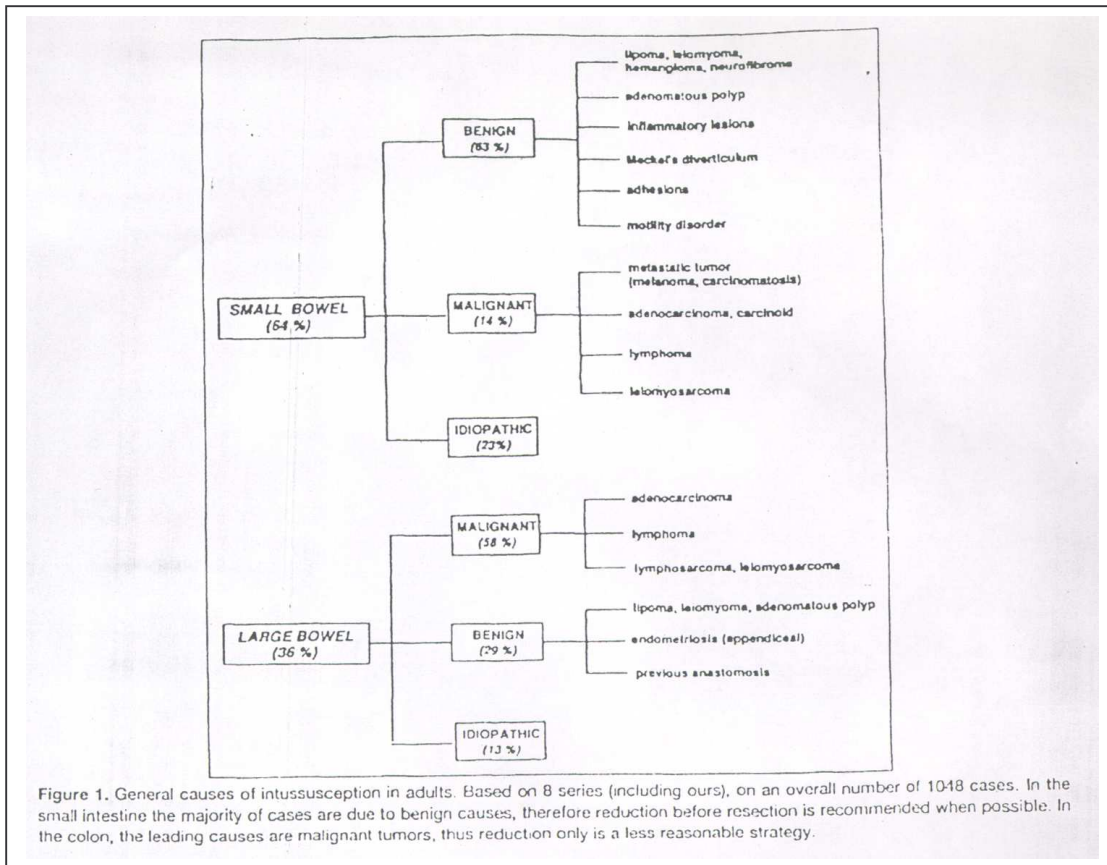 lipoma, leiomyoma,
hemangioma, neurofibrome
adenomatous polyp
BENIGN
(63 %)
inflammatory lesions
Meckel's diverticulum
adhesions
motility disorder
metastatic tumor
(melanoma, carcinomatosis)
SMALL BOWEL
(64 %)
MALIGNANT
(14 %)
adenocarcinoma, carcinoid
lymphoma
leiomyosarcoma
IDIOPATHIC
(23%)
adenocarcinoma
MALIGNANT
(58 %)
lymphoma
lymphosarcoma, leiomyosarcoma
lipoma, leiomyoma, adenomatous polyp
LARGE BOWEL
(36 %)
BENIGN
(29 %)
endometriosis (appendiceal)
previous anastomosis
IDIOPATHIC
(13 %)
Figure 1. General causes of intussusception in adults. Based on 8 series (including ours), on an overall number of 1048 cases. In the
small intestine the majority of cases are due to benign causes, therefore reduction before resection is recommended when possible. In
the colon, the leading causes are malignant tumors, thus reduction only is a less reasonable strategy.